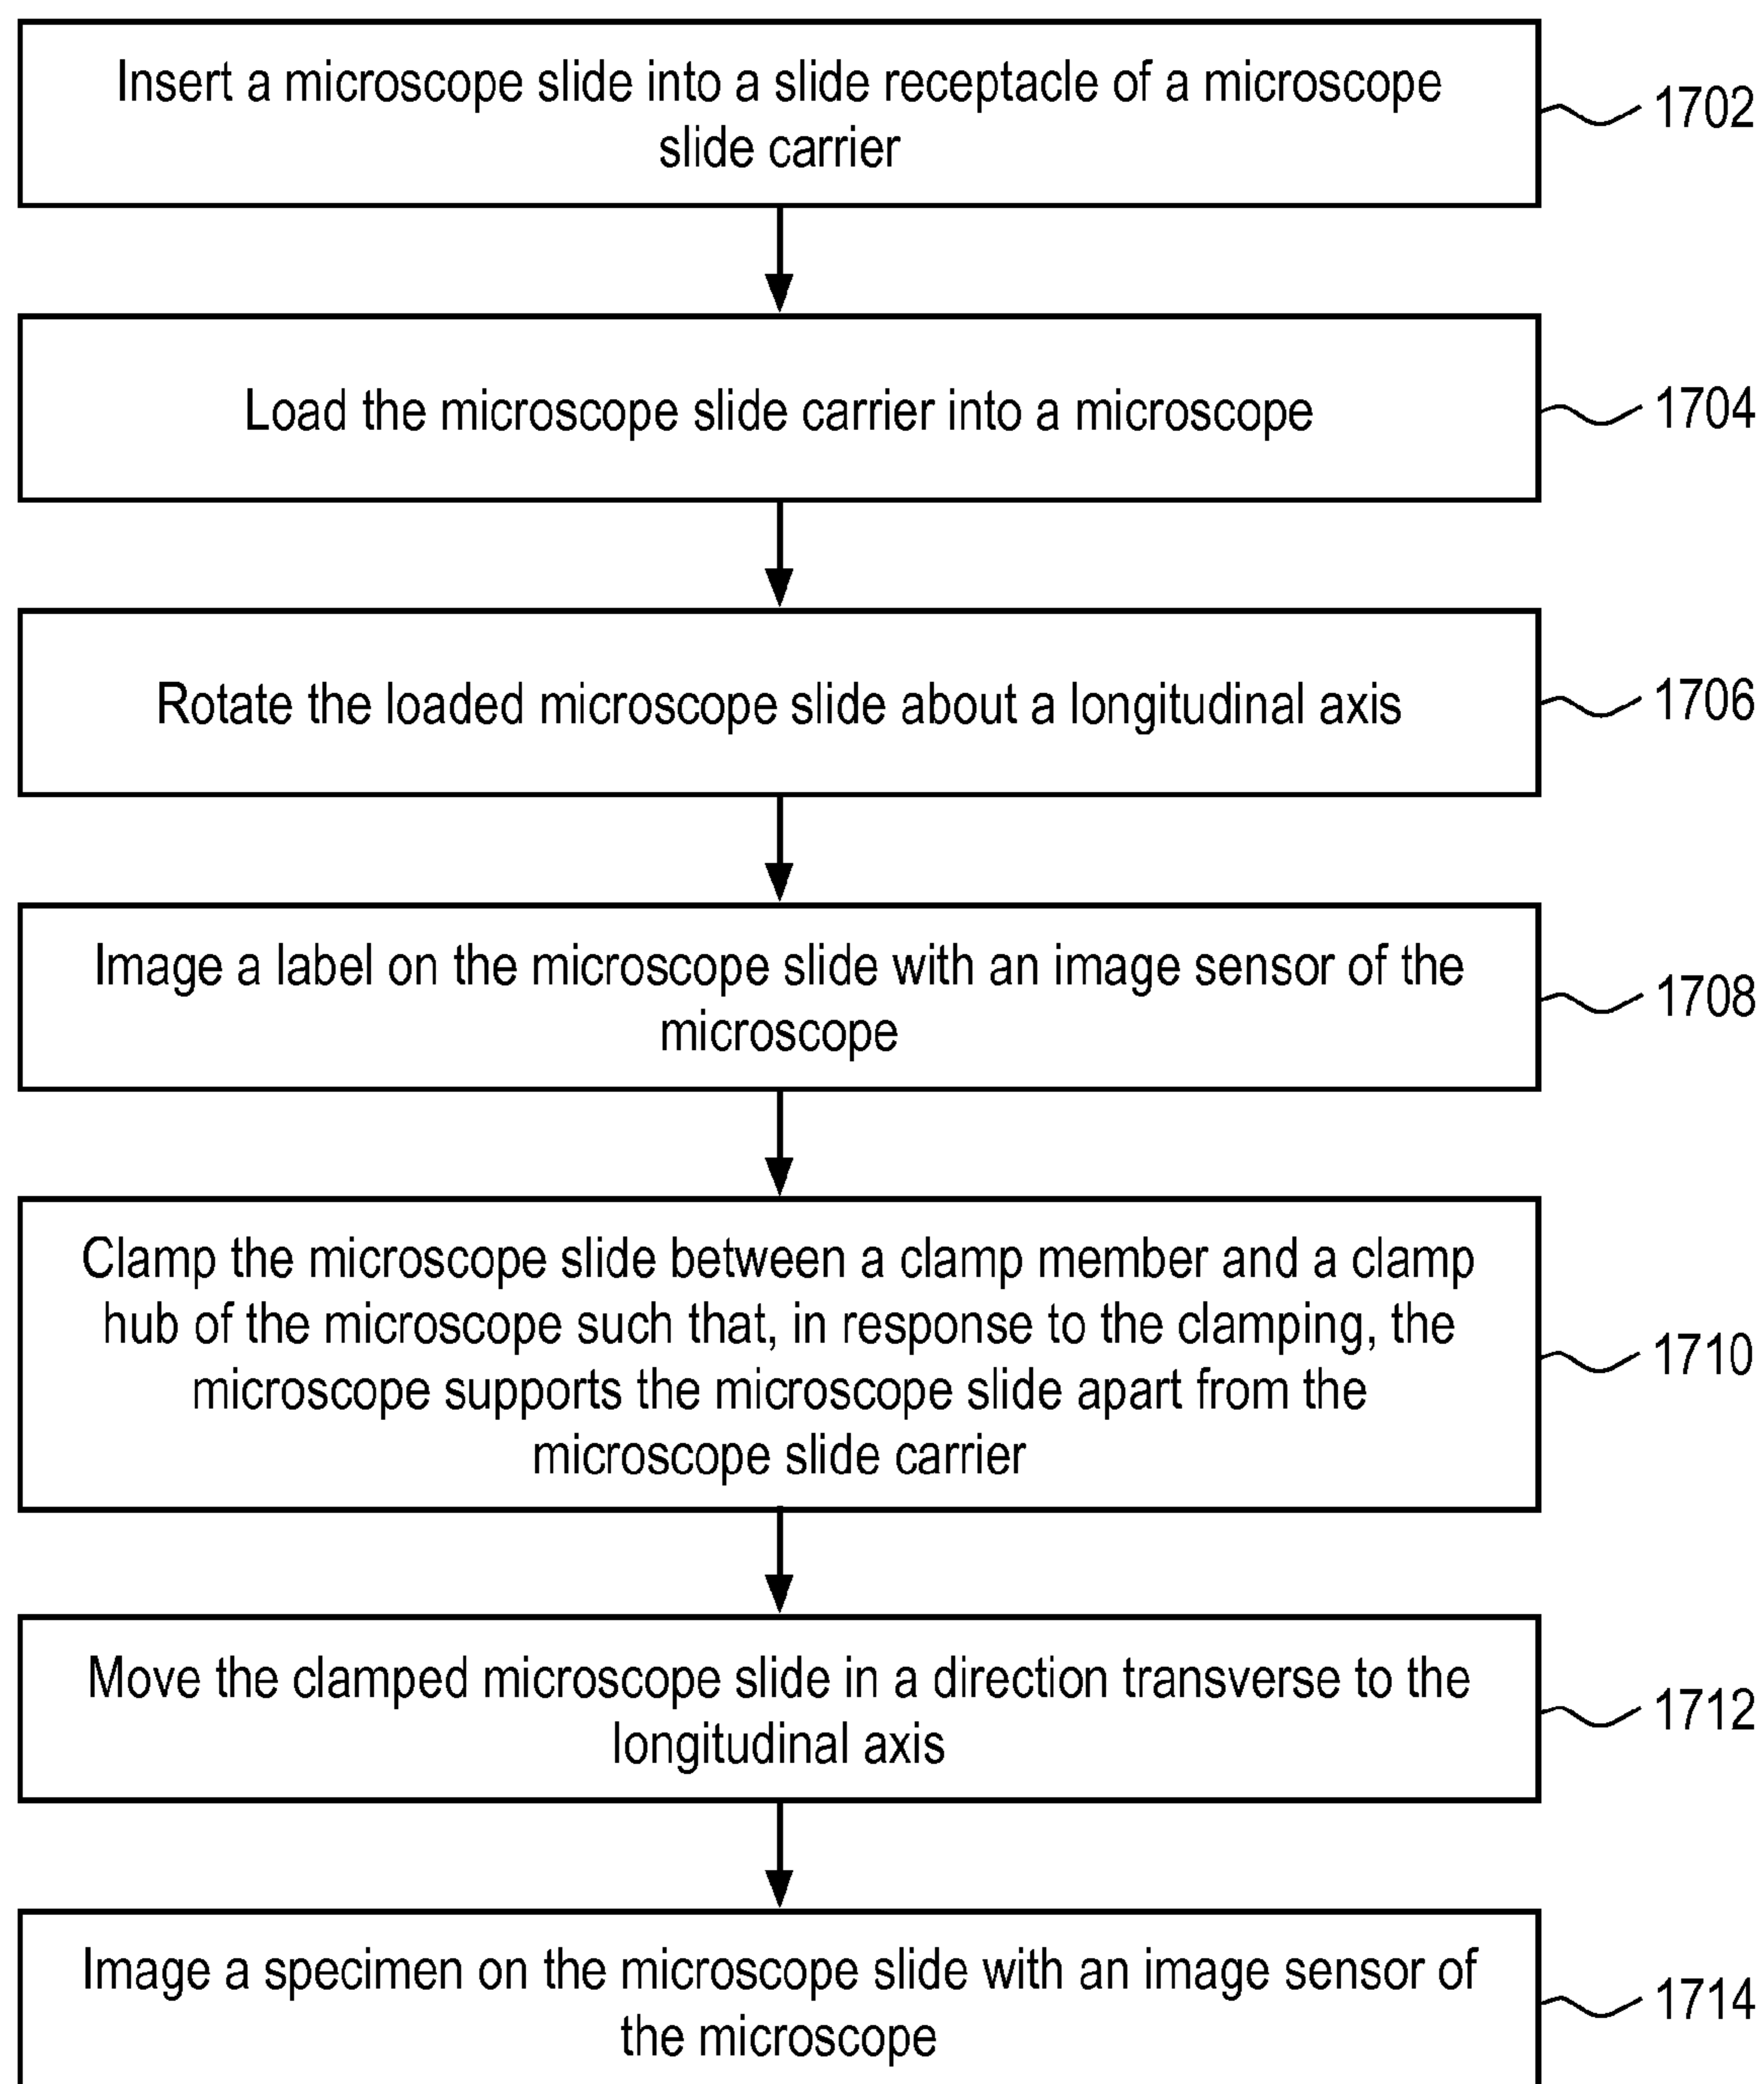 Insert a microscope slide into a slide receptacle of a microscope
slide carrier
1702
Load the microscope slide carrier into a microscope
1704
Rotate the loaded microscope slide about a longitudinal axis
1706
Image a label on the microscope slide with an image sensor of the
microscope
1708
Clamp the microscope slide between a clamp member and a clamp
hub of the microscope such that, in response to the clamping, the
microscope supports the microscope slide apart from the
microscope slide carrier
1710
Move the clamped microscope slide in a direction transverse to the
longitudinal axis
1712
Image a specimen on the microscope slide with an image sensor of
the microscope
1714